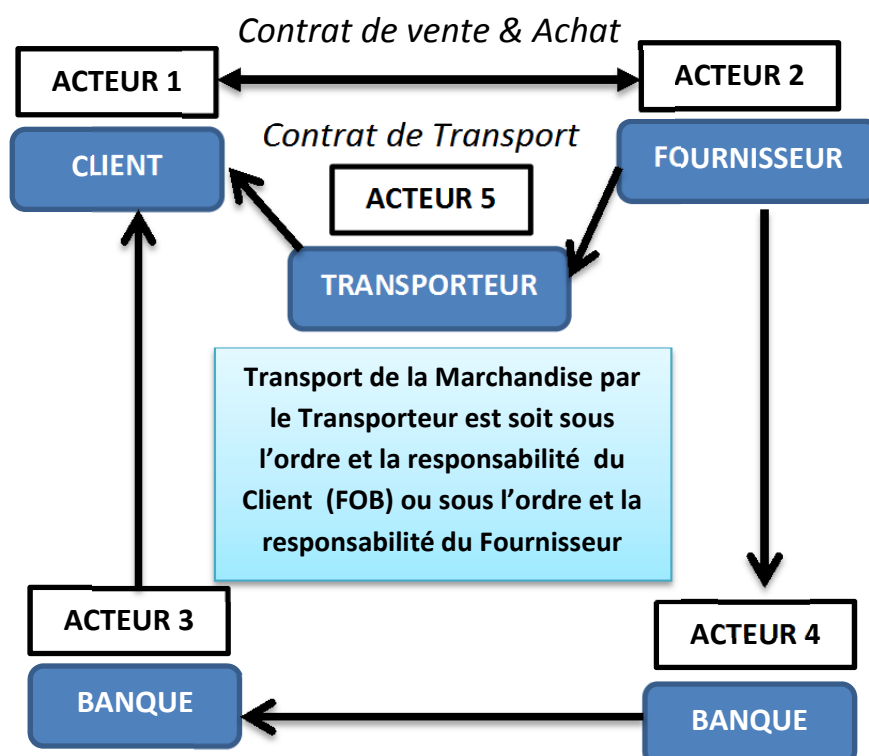 Contrat de vente & Achat
ACTEUR 1
ACTEUR 2
CLIENT
Contrat de Transport
FOURNISSEUR
ACTEUR 5
TRANSPORTEUR
Transport de la Marchandise par
le Transporteur est soit sous
l'ordre et la responsabilité du
Client (FOB) ou sous l'ordre et la
responsabilité du Fournisseur
ACTEUR 3
ACTEUR 4
BANQUE
BANQUE